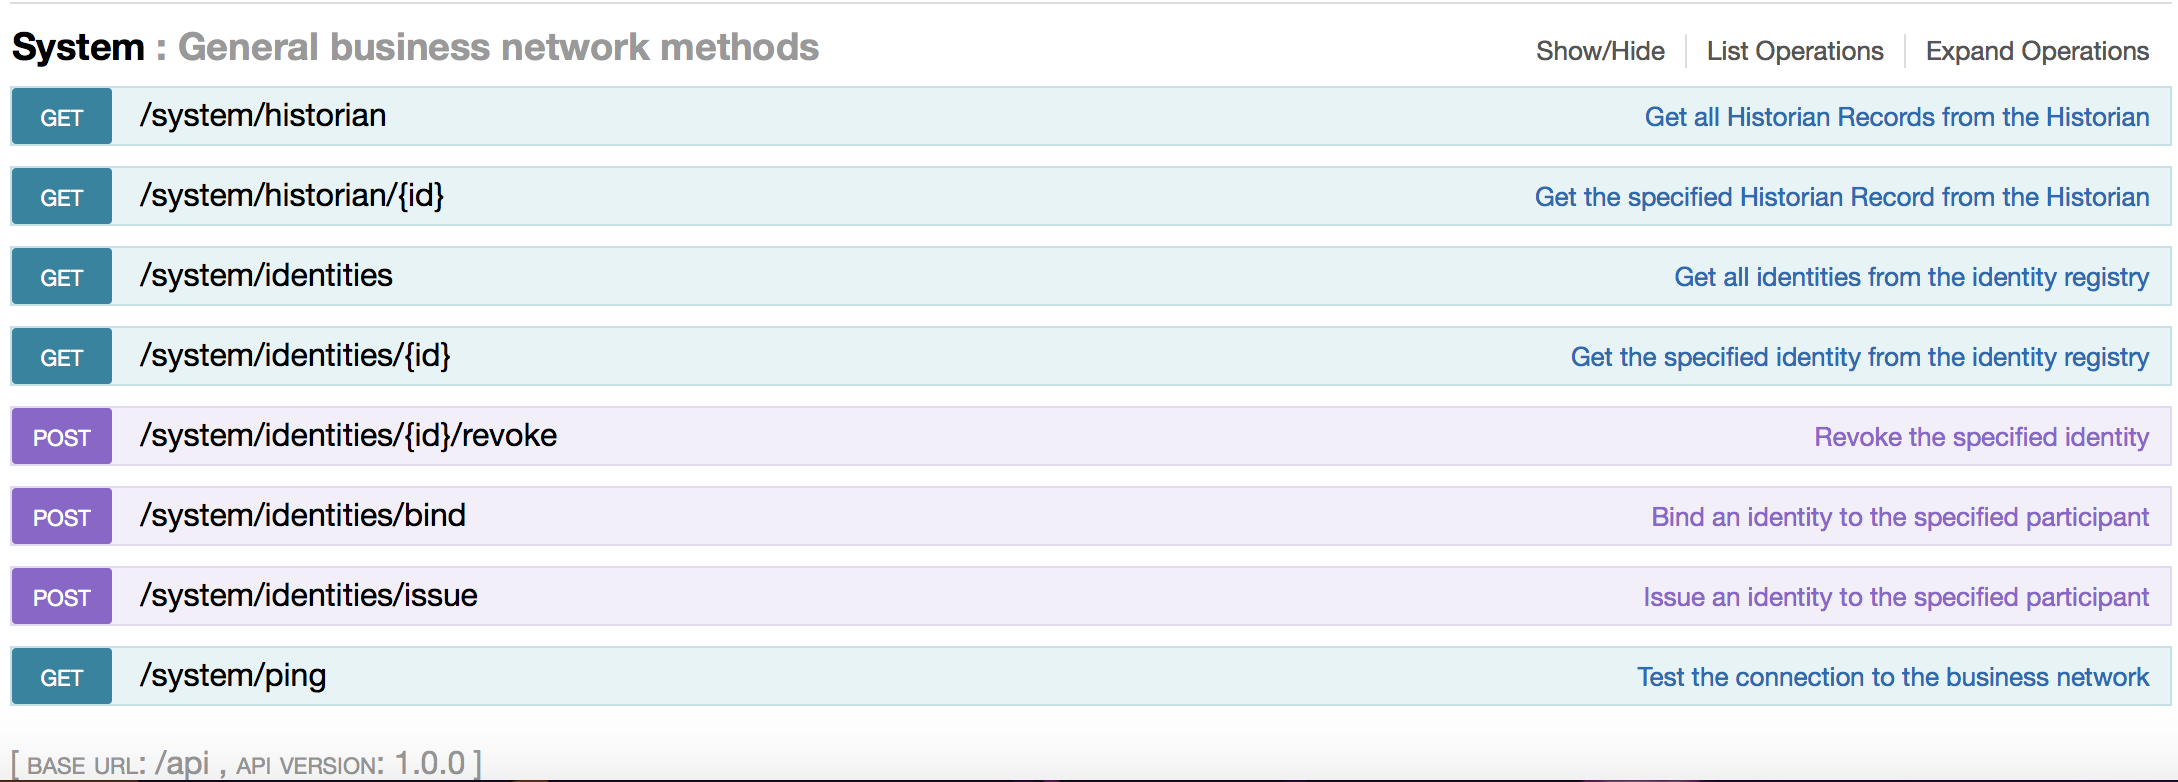 System : General business network methods Show/Hide List Operations Expand Operations
GET /system/historian Get all Historian Records from the Historian
GET /system/historian/{id} Get the specified Historian Record from the Historian
GET /system/identities Get all identities from the identity registry
GET /system/identities/{id} Get the specified identity from the identity registry
POST /system/identities/{id}/revoke Revoke the specified identity
POST /system/identities/bind Bind an identity to the specified participant
POST /system/identities/issue Issue an identity to the specified participant
GET /system/ping Test the connection to the business network
[ BASE URL: /api , API VERSION: 1.0.0 ]